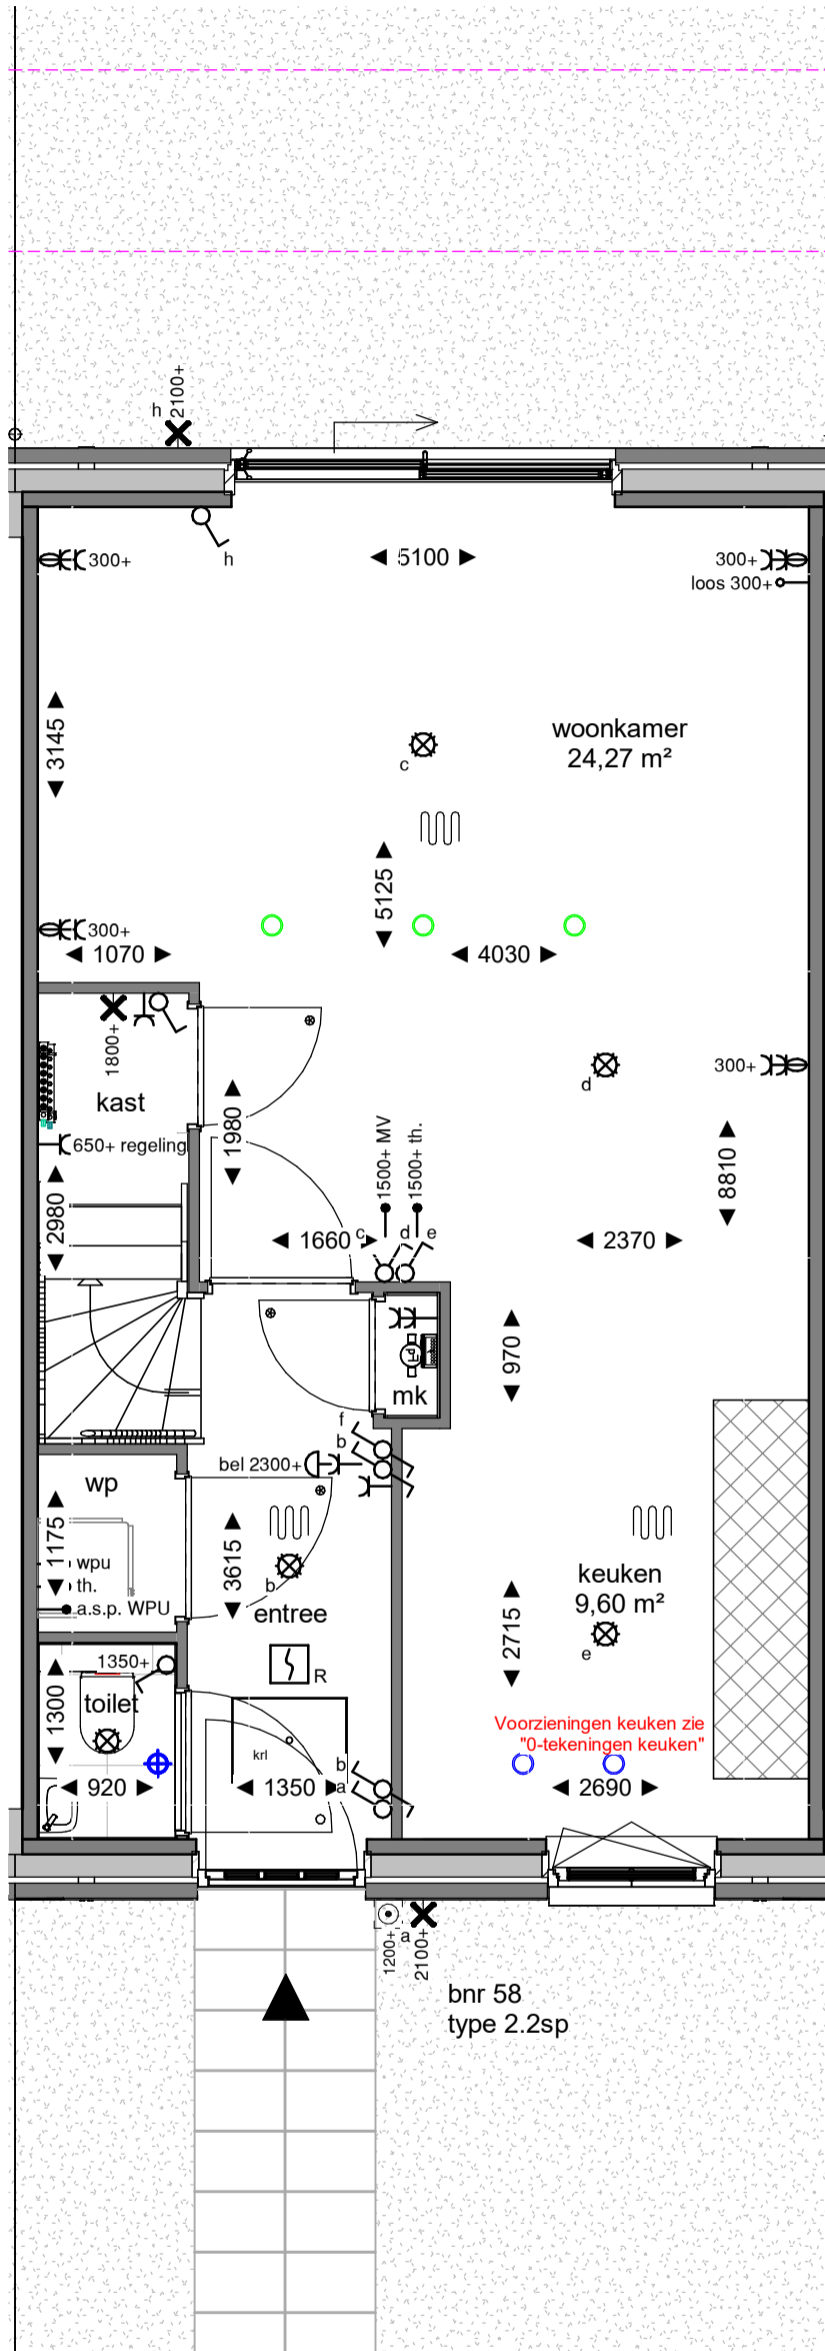 h
2100+
h
300+
5100
300+
loos 300+
3145
woonkamer
24,27 m²
c
5125
300+
1070
4030
1800+
kast
d
300+
650+ regeling
1980
1500+ MV
1500+ th.
8810
2980
1660
c
d
e
2370
970
mk
f
b
bel 2300+
wp
1175
wpu
th.
a.s.p. WPU
3615
b
entree
keuken
9,60 m²
e
2715
1350+
R
1300
toilet
krl
Voorzieningen keuken zie
"0-tekeningen keuken"
b
a
920
1350
2690
1200+
a
2100+
bnr 58
type 2.2sp